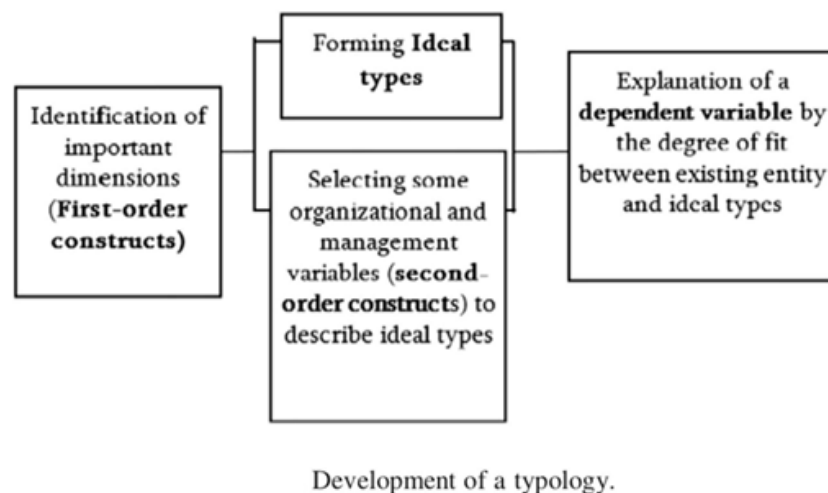 Identification of
important
dimensions
(First-order
constructs)
Forming Ideal
types
Selecting some
organizational and
management
variables (second-
order constructs) to
describe ideal types
Explanation of a
dependent variable by
the degree of fit
between existing entity
and ideal types
Development of a typology.